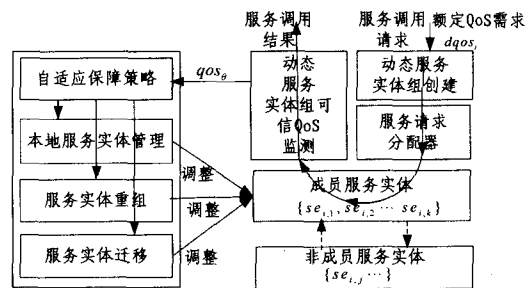 服务调用
结果
服务调用
请求
额定QoS需求
dqos_i
自适应保障策略
qos_θ
动态
服务
实体组可
信QoS
监测
动态服务
实体组创建
服务请求
分配器
本地服务实体管理
调整
服务实体重组
调整
服务实体迁移
调整
成员服务实体
{se_{i,1}, se_{i,2} ⋯ se_{i,k}}
非成员服务实体
{se_{i,j} ⋯}